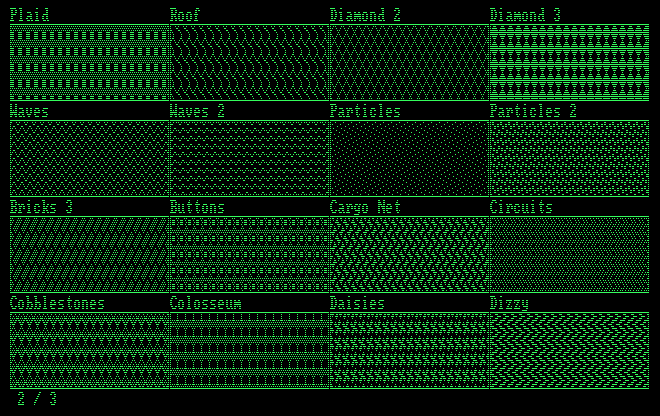 Plaid Roof Diamond 2 Diamond 3
Waves Waves 2 Particles Particles 2
Bricks 3 Buttons Cargo Net Circuits
Cobblestones Colosseum Daisies Dizzy
2 / 3